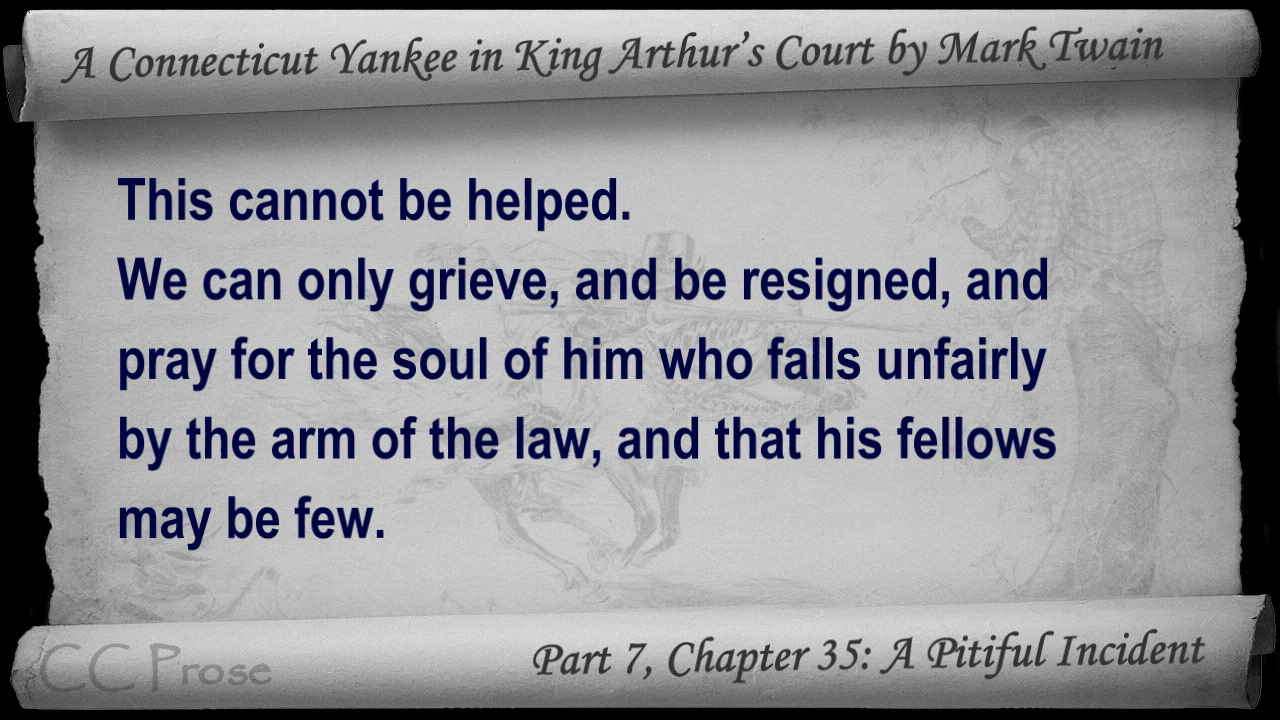 A Connecticut Yankee in King Arthur's Court by Mark Twain
This cannot be helped.
We can only grieve, and be resigned, and
pray for the soul of him who falls unfairly
by the arm of the law, and that his fellows
may be few.
CC Prose
Part 7, Chapter 35: A Pitiful Incident